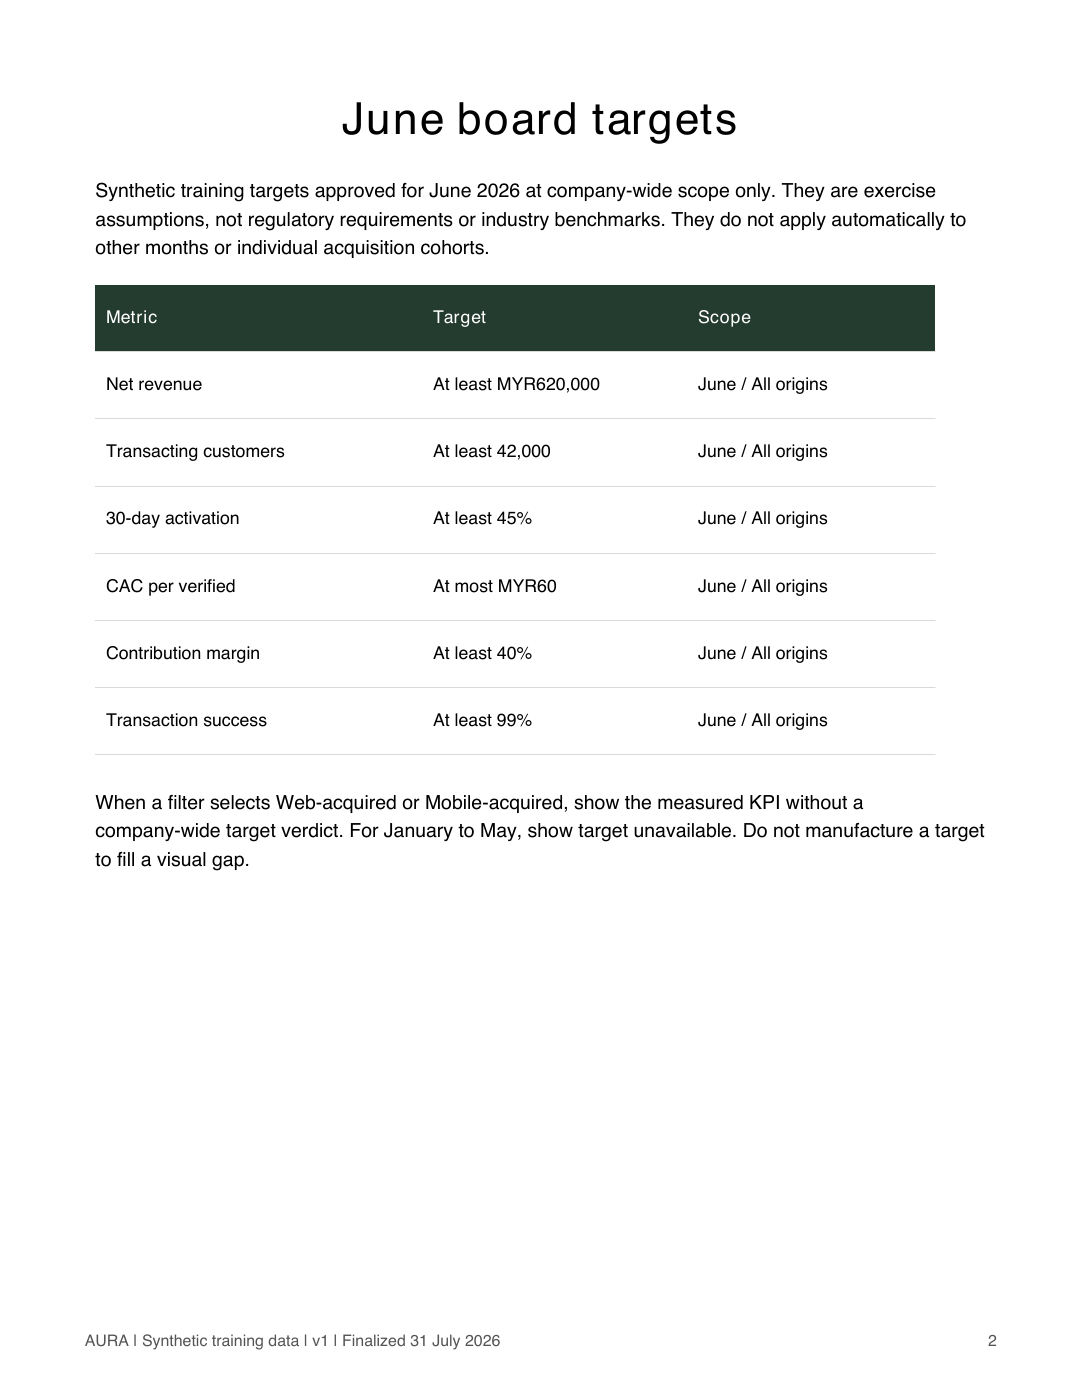 June board targets
Synthetic training targets approved for June 2026 at company-wide scope only. They are exercise
assumptions, not regulatory requirements or industry benchmarks. They do not apply automatically to
other months or individual acquisition cohorts.
Metric Target Scope
Net revenue At least MYR620,000 June / All origins
Transacting customers At least 42,000 June / All origins
30-day activation At least 45% June / All origins
CAC per verified At most MYR60 June / All origins
Contribution margin At least 40% June / All origins
Transaction success At least 99% June / All origins
When a filter selects Web-acquired or Mobile-acquired, show the measured KPI without a
company-wide target verdict. For January to May, show target unavailable. Do not manufacture a target
to fill a visual gap.
AURA | Synthetic training data | v1 | Finalized 31 July 2026 2